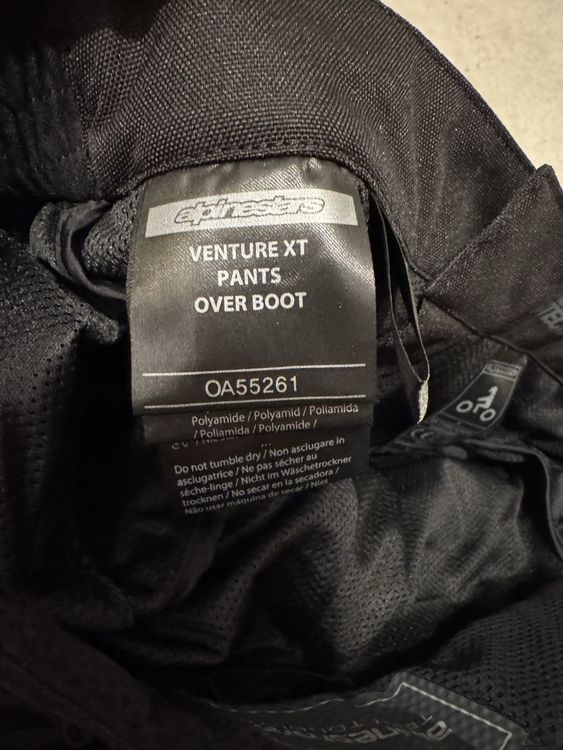 alpinestars
VENTURE XT
PANTS
OVER BOOT
OA55261
Polyamide / Polyamid / Poliamida
/ Poliamida / Polyamide /
Do not tumble dry / Non asciugare in
asciugatrice / Ne pas sécher au
sèche-linge / Nicht im Wäschetrockner
trocknen / No secar en la secadora /
Não usar máquina de secar / Niet